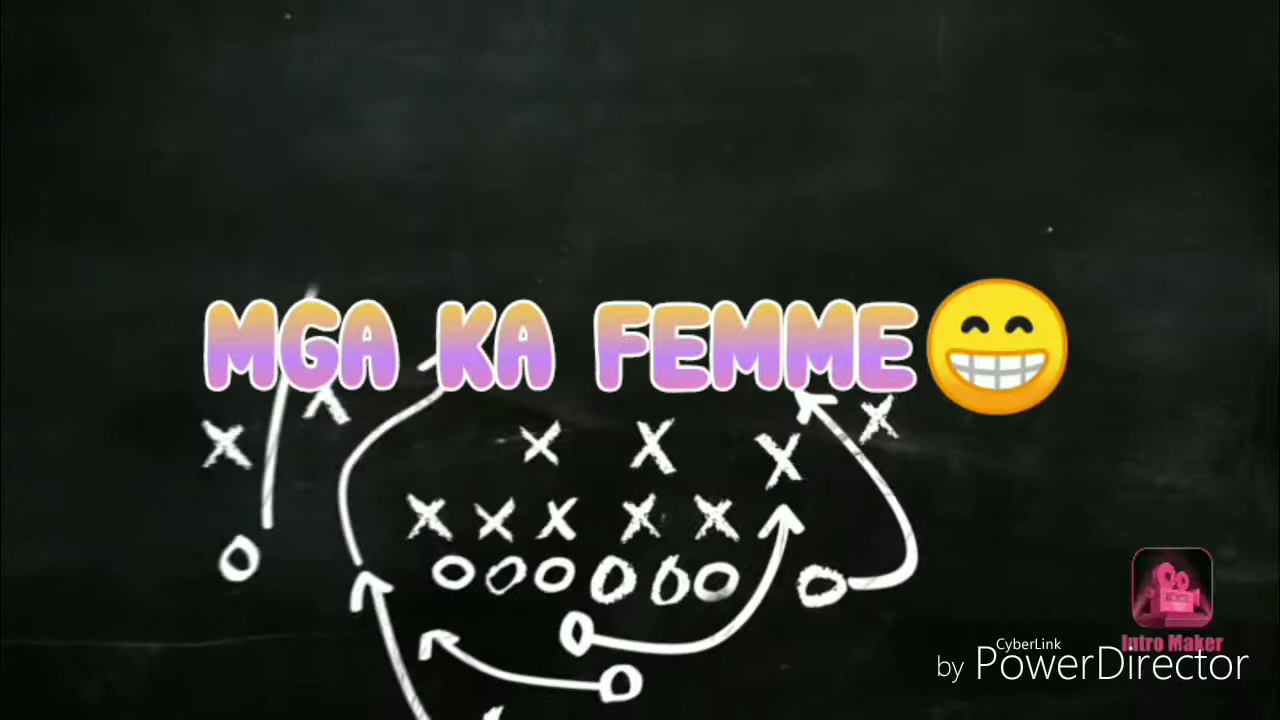 MGA KA FEMME😁
X X X X X X
X X X X X
O O O O O O O O
O
O
Intro Maker
CyberLink
by PowerDirector